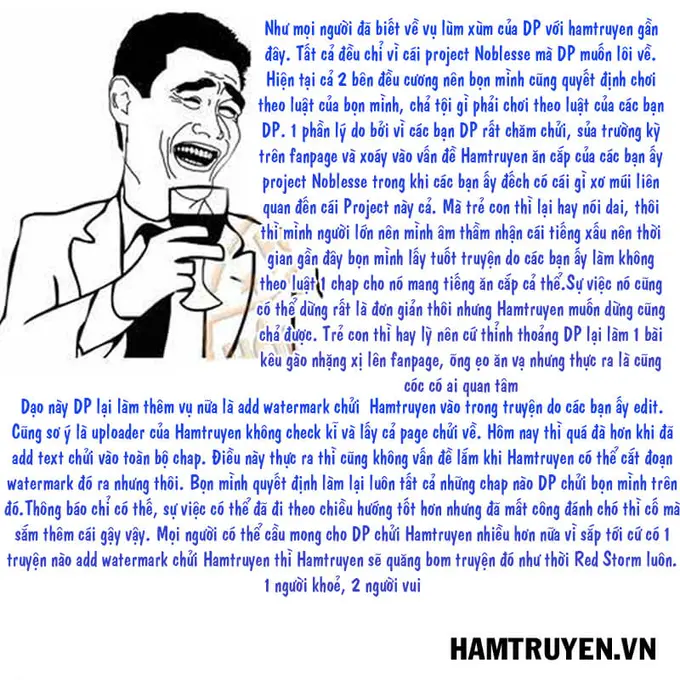 Như mọi người đã biết về vụ lùm xùm của DP với hamtruyen gần
đây. Tất cả đều chỉ vì cái project Noblesse mà DP muốn lôi về.
Hiện tại cả 2 bên đều cương nên bọn mình cũng quyết định chơi
theo luật của bọn mình, chả tội gì phải chơi theo luật của các bạn
DP. 1 phần lý do bởi vì các bạn DP rất chăm chửi, sủa trường kỳ
trên fanpage và xoáy vào vấn đề Hamtruyen ăn cắp của các bạn ấy
project Noblesse trong khi các bạn ấy đếch có cái gì xơ múi liên
quan đến cái Project này cả. Mà trẻ con thì lại hay nói dai, thôi
thì mình người lớn nên mình âm thầm nhận cái tiếng xấu nên thời
gian gần đây bọn mình lấy tuốt truyện do các bạn ấy làm không
theo luật 1 chap cho nó mang tiếng ăn cắp cả thể.Sự việc nó cũng
có thể dừng rất là đơn giản thôi nhưng Hamtruyen muốn dừng cũng
chả được. Trẻ con thì hay lỳ nên cứ thỉnh thoảng DP lại làm 1 bài
kêu gào nhặng xị lên fanpage, õng ẹo ăn vạ nhưng thực ra là cũng
cóc có ai quan tâm
Dạo này DP lại làm thêm vụ nữa là add watermark chửi Hamtruyen vào trong truyện do các bạn ấy edit.
Cũng sơ ý là uploader của Hamtruyen không check kĩ và lấy cả page chửi về. Hôm nay thì quá đã hơn khi đã
add text chửi vào toàn bộ chap. Điều này thực ra thì cũng không vấn đề lắm khi Hamtruyen có thể cắt đoạn
watermark đó ra nhưng thôi. Bọn mình quyết định làm lại luôn tất cả những chap nào DP chửi bọn mình trên
đó.Thông báo chỉ có thế, sự việc có thể đã đi theo chiều hướng tốt hơn nhưng đã mất công đánh chó thì cố mà
sắm thêm cái gậy vậy. Mọi người có thể cầu mong cho DP chửi Hamtruyen nhiều hơn nữa vì sắp tới cứ có 1
truyện nào add watermark chửi Hamtruyen thì Hamtruyen sẽ quăng bom truyện đó như thời Red Storm luôn.
1 người khoẻ, 2 người vui
HAMTRUYEN.VN